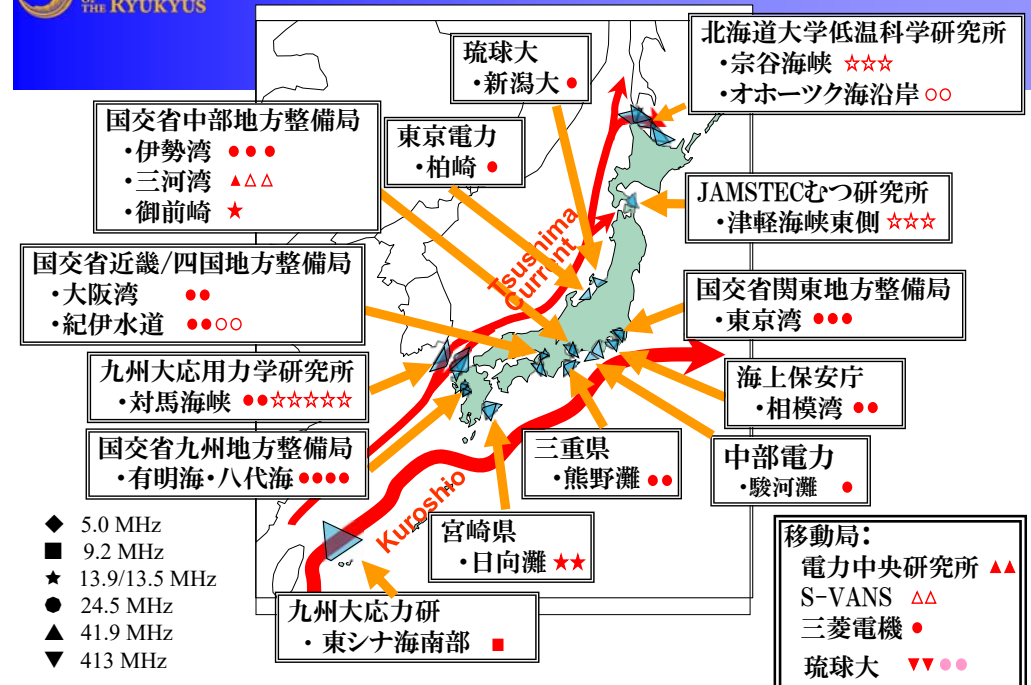 OF
THE RYUKYUS
琉球大
・新潟大 ●
北海道大学低温科学研究所
・宗谷海峡 ☆☆☆
・オホーツク海沿岸 ○○
国交省中部地方整備局
・伊勢湾 ●●●
・三河湾 ▲△△
・御前崎 ★
東京電力
・柏崎 ●
JAMSTECむつ研究所
・津軽海峡東側 ☆☆☆
Tsushima
Current
国交省近畿/四国地方整備局
・大阪湾 ●●
・紀伊水道 ●●○○
国交省関東地方整備局
・東京湾 ●●●
九州大応用力学研究所
・対馬海峡 ●●☆☆☆☆☆
海上保安庁
・相模湾 ●●
国交省九州地方整備局
・有明海・八代海 ●●●●
三重県
・熊野灘 ●●
中部電力
・駿河灘 ●
Kuroshio
宮崎県
・日向灘 ★★
九州大応力研
・ 東シナ海南部 ■
◆ 5.0 MHz
■ 9.2 MHz
★ 13.9/13.5 MHz
● 24.5 MHz
▲ 41.9 MHz
▼ 413 MHz
移動局：
電力中央研究所 ▲▲
S-VANS △△
三菱電機 ●
琉球大 ▼▼●●